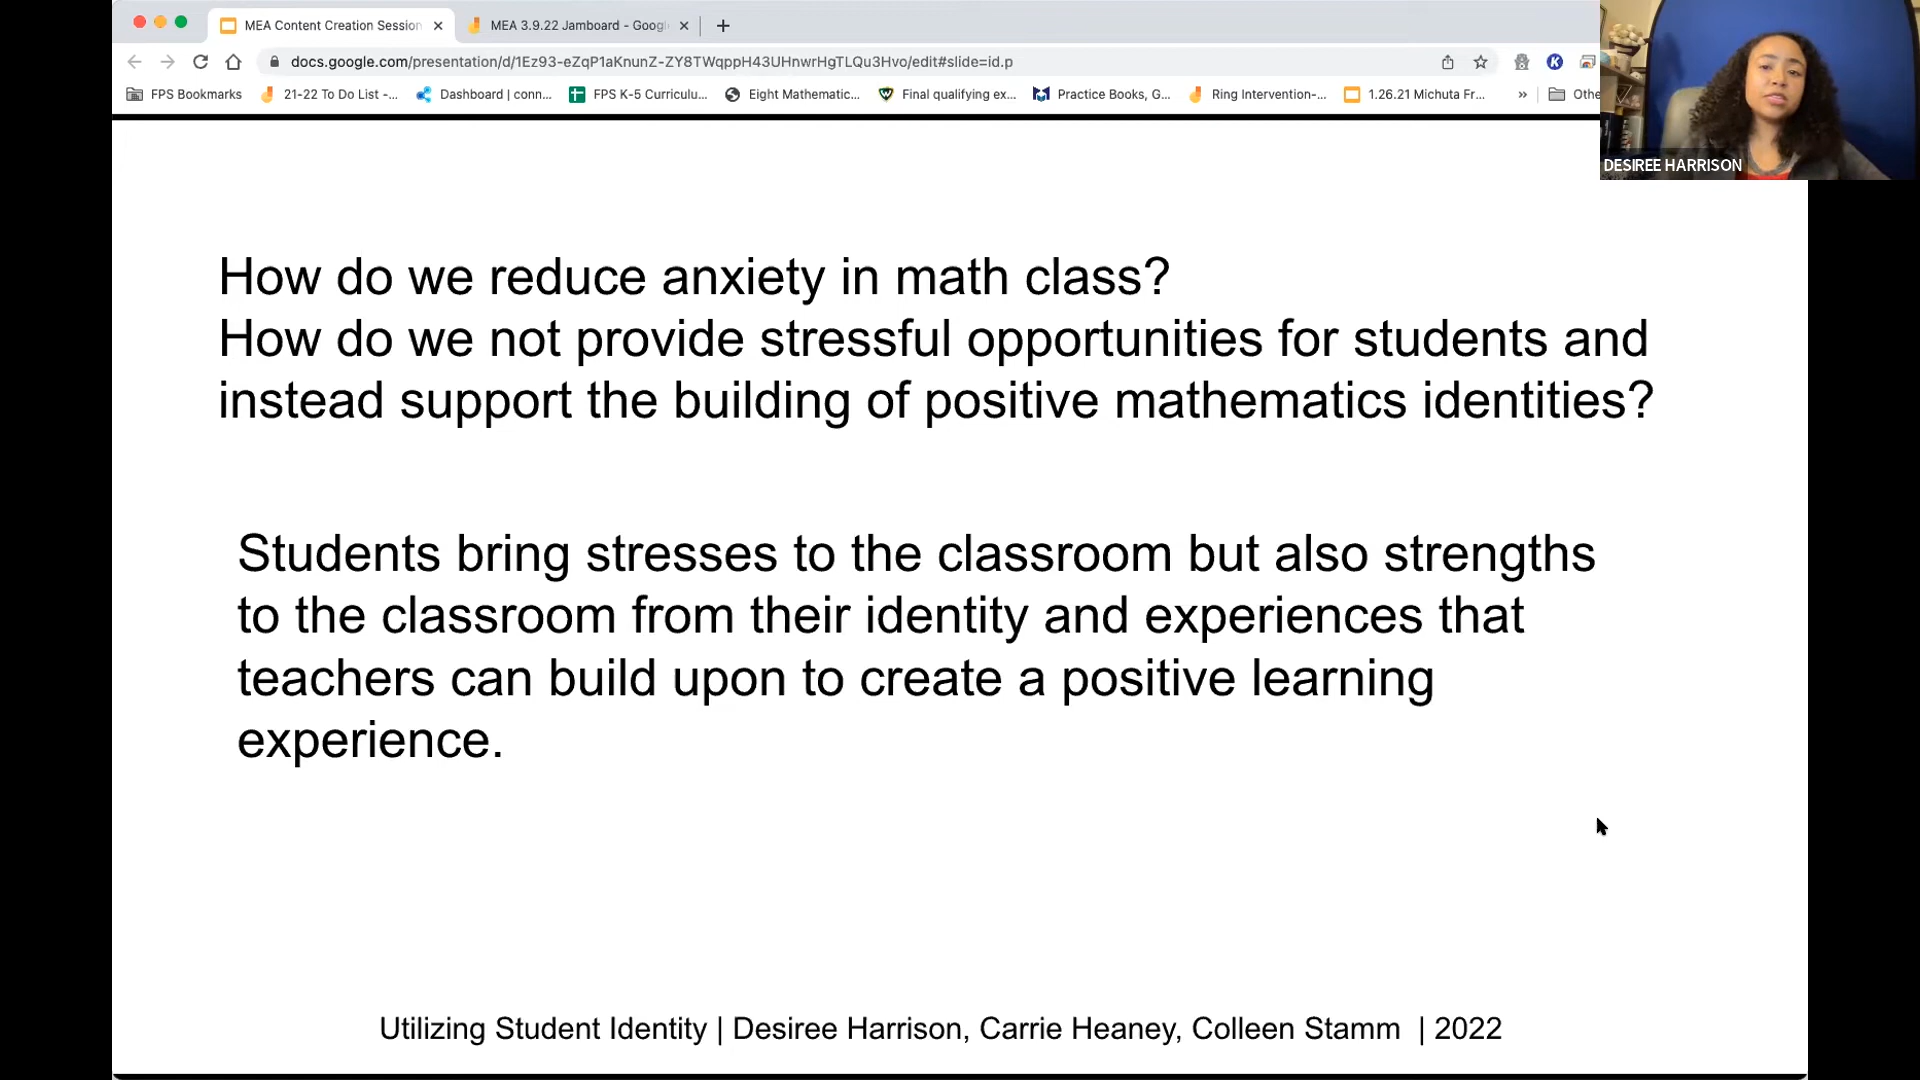 MEA Content Creation Session
MEA 3.9.22 Jamboard - Goog
docs.google.com/presentation/d/1Ez93-eZqP1aKnunZ-ZY8TWqppH43UHnwrHgTLQu3Hvo/edit#slide=id.p
FPS Bookmarks
21-22 To Do List -...
Dashboard | conn...
FPS K-5 Curriculu...
Eight Mathematic...
Final qualifying ex...
Practice Books, G...
Ring Intervention-...
1.26.21 Michuta Fr...
»
Othe
DESIREE HARRISON
How do we reduce anxiety in math class?
How do we not provide stressful opportunities for students and
instead support the building of positive mathematics identities?
Students bring stresses to the classroom but also strengths
to the classroom from their identity and experiences that
teachers can build upon to create a positive learning
experience.
Utilizing Student Identity | Desiree Harrison, Carrie Heaney, Colleen Stamm | 2022